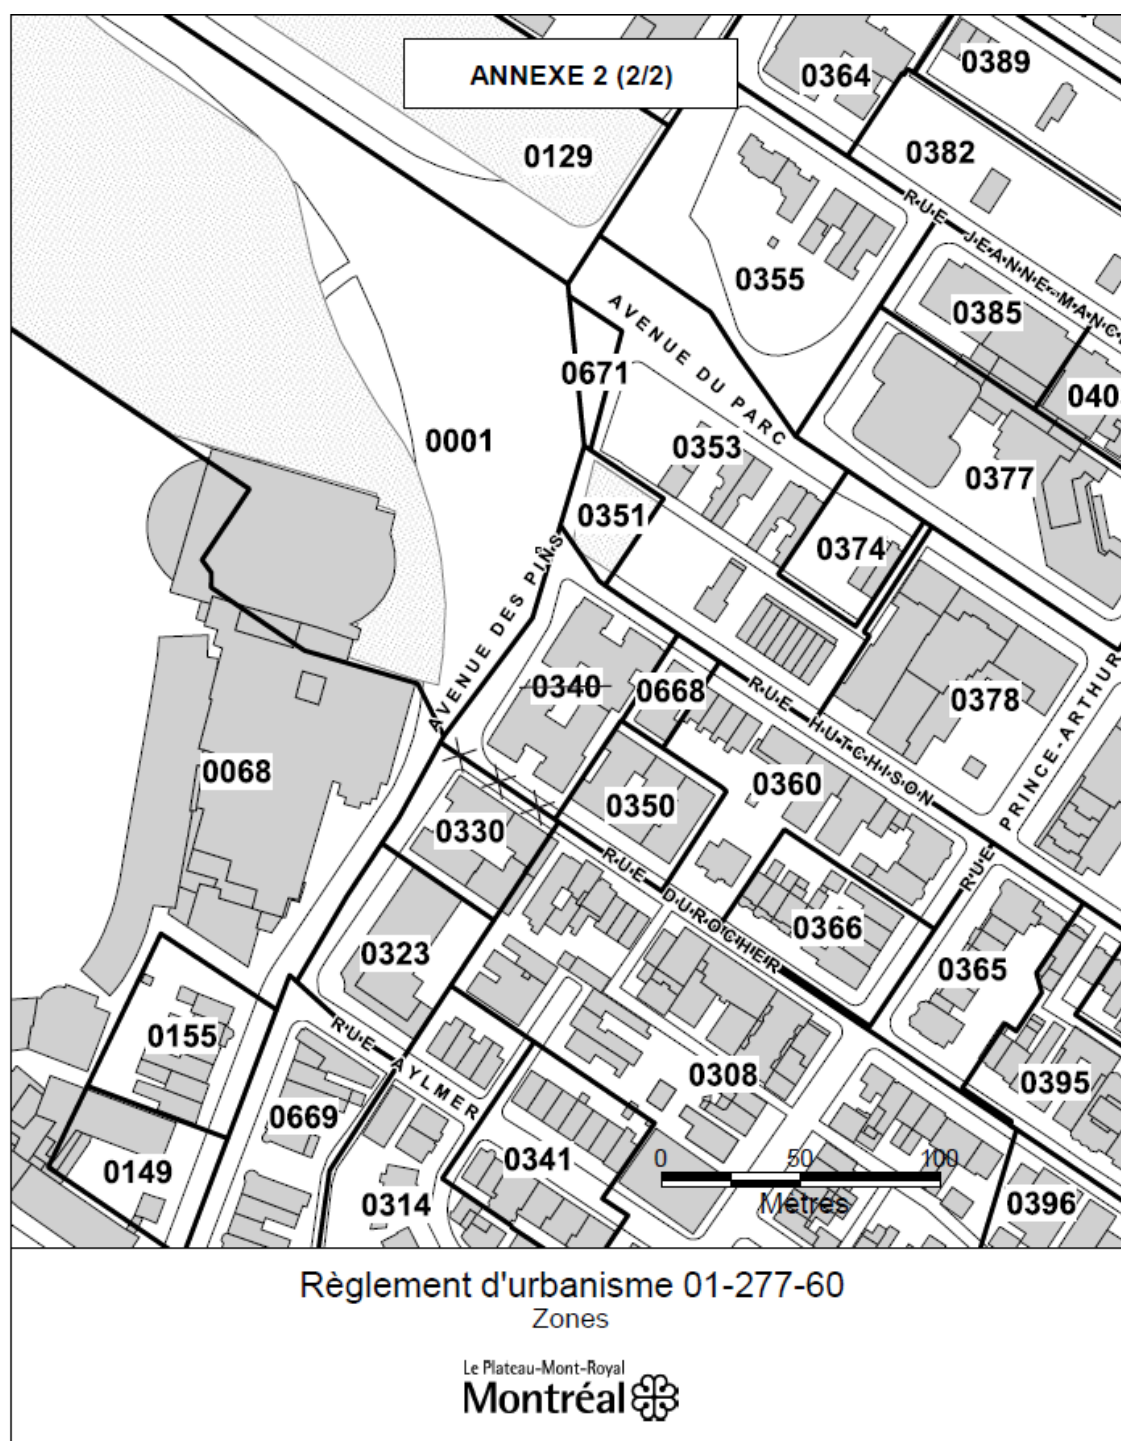 ANNEXE 2 (2/2)
0364
0389
0129
0382
0355
RUE JEANNE-MANC
0385
AVENUE DU PARC
0671
040
0001
0353
0377
0351
0374
AVENUE DES PINS
0340
0668
RUE HUTCHISON
0378
PRINCE-ARTHUR
RUE
0068
0360
0350
0330
RUE DUROCHER
0366
0323
0365
0155
RUE AYLMER
0308
0395
0669
0341
0149
0314
0396
0 50 100
Mètres
Règlement d'urbanisme 01-277-60
Zones
Le Plateau-Mont-Royal
Montréal